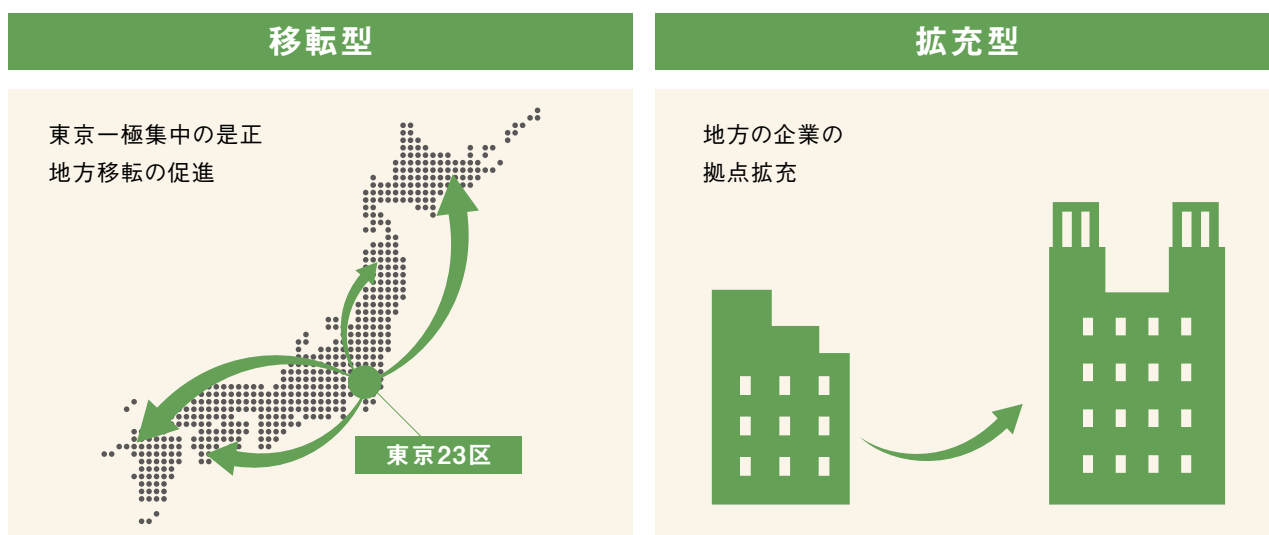 移転型
東京一極集中の是正
地方移転の促進
東京23区
拡充型
地方の企業の
拠点拡充